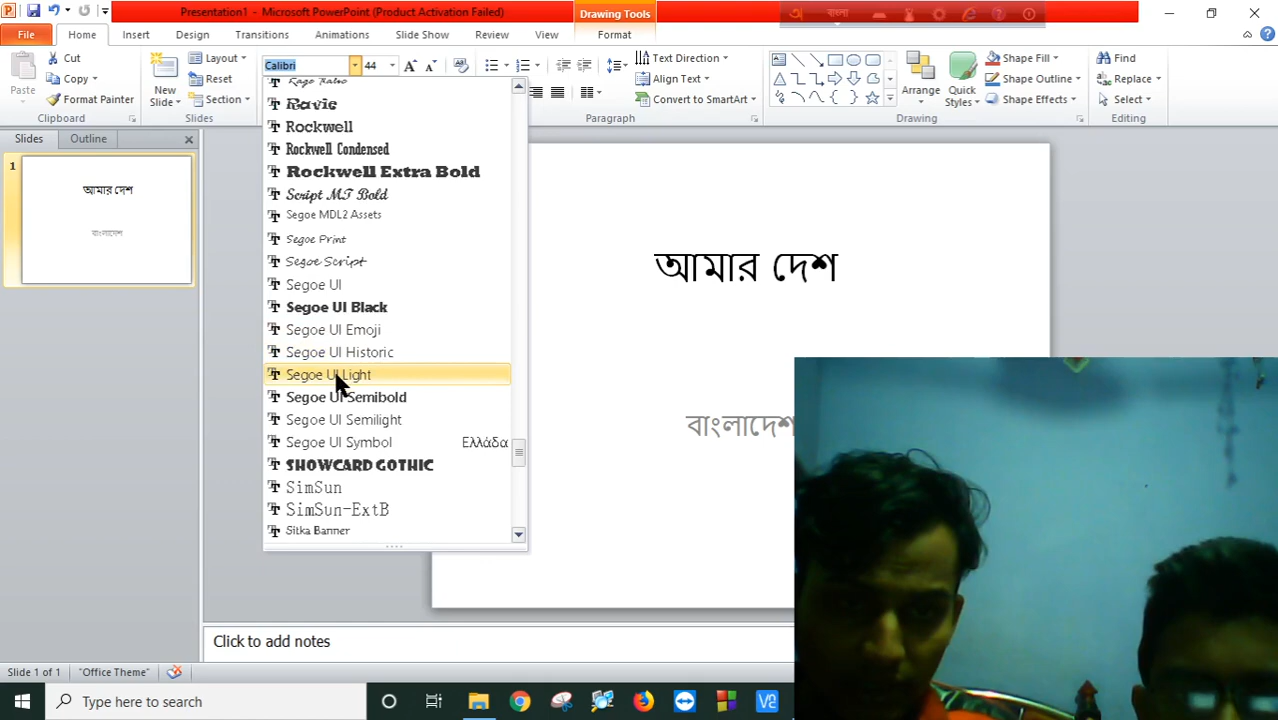 Presentation1 - Microsoft PowerPoint (Product Activation Failed)
Drawing Tools
বাংলা
File Home Insert Design Transitions Animations Slide Show Review View Format
Paste
Cut
Copy
Format Painter
Clipboard
New Slide
Layout
Reset
Section
Slides
Calibri 44
Text Direction
Align Text
Convert to SmartArt
Paragraph
Arrange
Quick Styles
Shape Fill
Shape Outline
Shape Effects
Drawing
Find
Replace
Select
Editing
Slides Outline
1
আমার দেশ
বাংলাদেশ
Ravie
Rockwell
Rockwell Condensed
Rockwell Extra Bold
Script MT Bold
Segoe MDL2 Assets
Segoe Print
Segoe Script
Segoe UI
Segoe UI Black
Segoe UI Emoji
Segoe UI Historic
Segoe UI Light
Segoe UI Semibold
Segoe UI Semilight
Segoe UI Symbol Ελλάδα
SHOWCARD GOTHIC
SimSun
SimSun-ExtB
Sitka Banner
আমার দেশ
বাংলাদেশ
Click to add notes
Slide 1 of 1 "Office Theme"
Type here to search